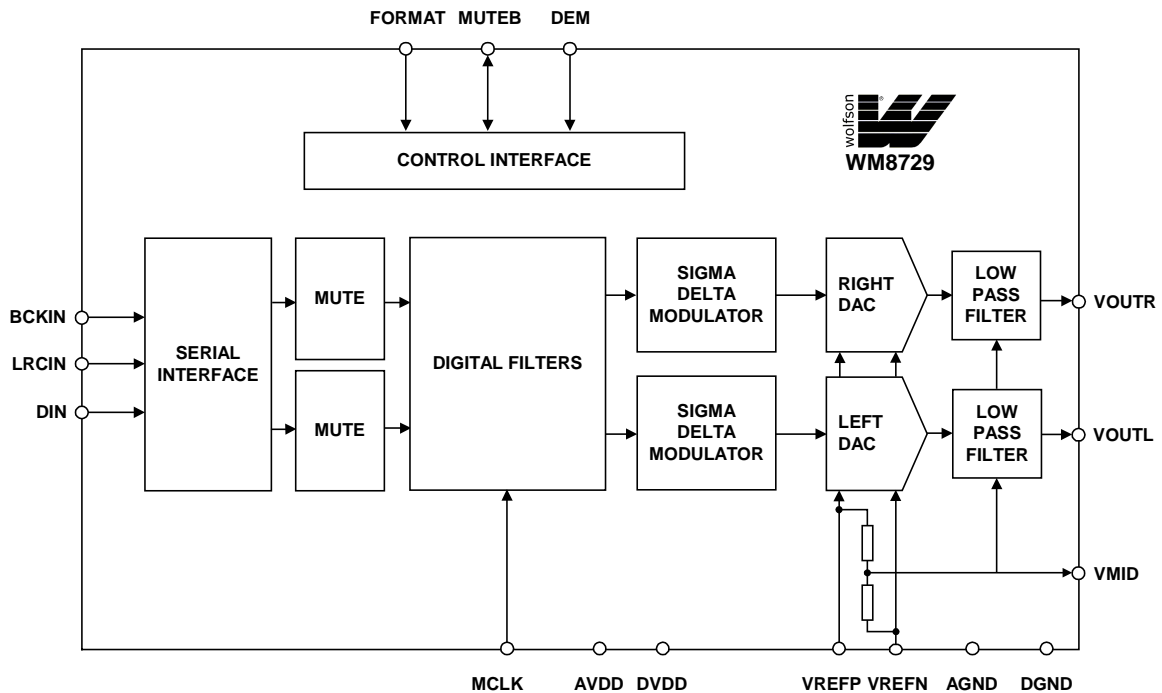 FORMAT MUTEB DEM
wolfson
®
WM8729
CONTROL INTERFACE
BCKIN
LRCIN
DIN
SERIAL
INTERFACE
MUTE
MUTE
DIGITAL FILTERS
SIGMA
DELTA
MODULATOR
SIGMA
DELTA
MODULATOR
RIGHT
DAC
LEFT
DAC
LOW
PASS
FILTER
LOW
PASS
FILTER
VOUTR
VOUTL
VMID
MCLK AVDD DVDD VREFP VREFN AGND DGND